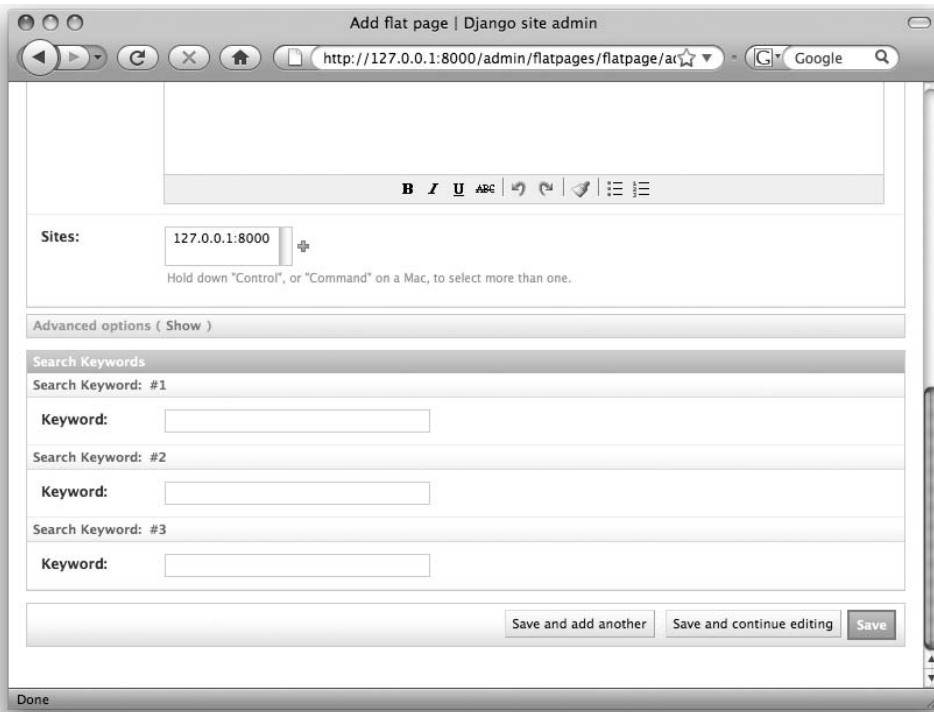 Add flat page | Django site admin
http://127.0.0.1:8000/admin/flatpages/flatpage/ad
G Google
B I U ABC
Sites:
127.0.0.1:8000
Hold down "Control", or "Command" on a Mac, to select more than one.
Advanced options ( Show )
Search Keywords
Search Keyword: #1
Keyword:
Search Keyword: #2
Keyword:
Search Keyword: #3
Keyword:
Save and add another Save and continue editing Save
Done